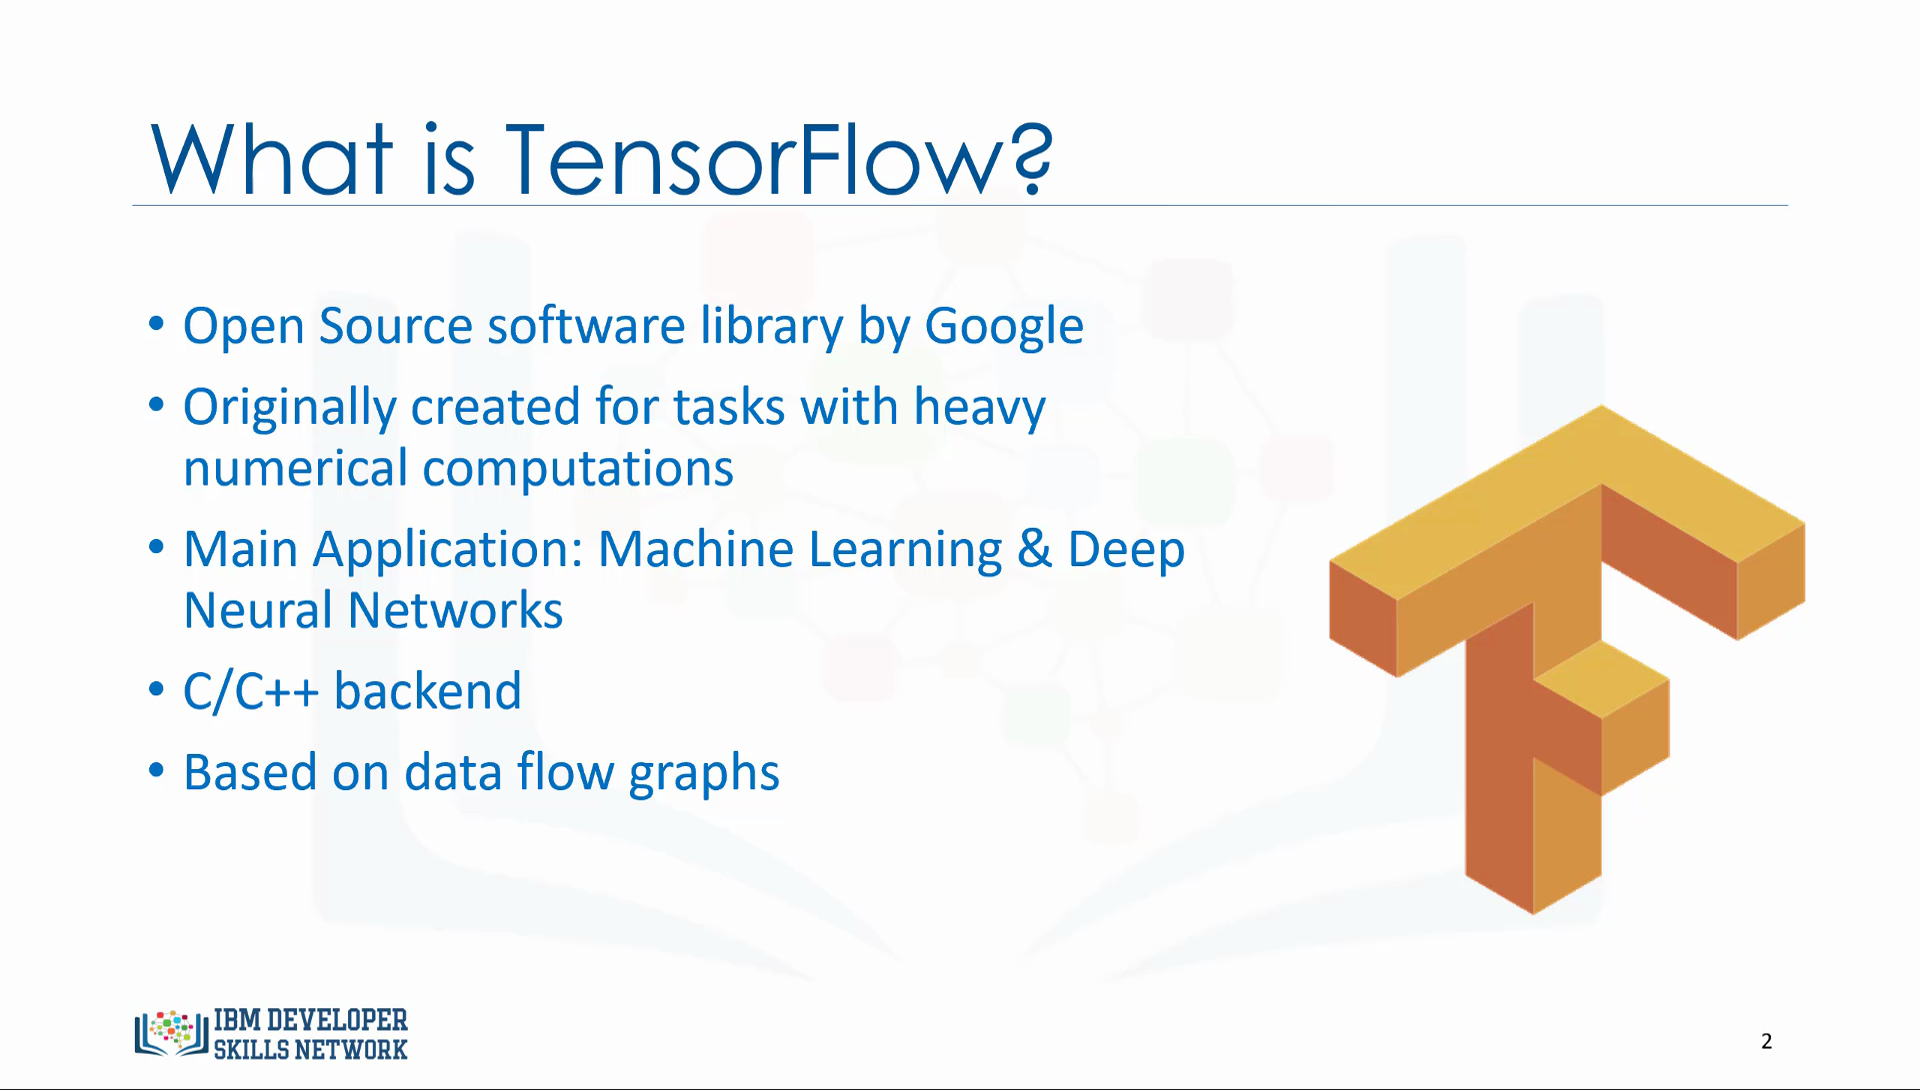 What is TensorFlow?
• Open Source software library by Google
• Originally created for tasks with heavy
numerical computations
• Main Application: Machine Learning & Deep
Neural Networks
• C/C++ backend
• Based on data flow graphs
IBM DEVELOPER
SKILLS NETWORK
2